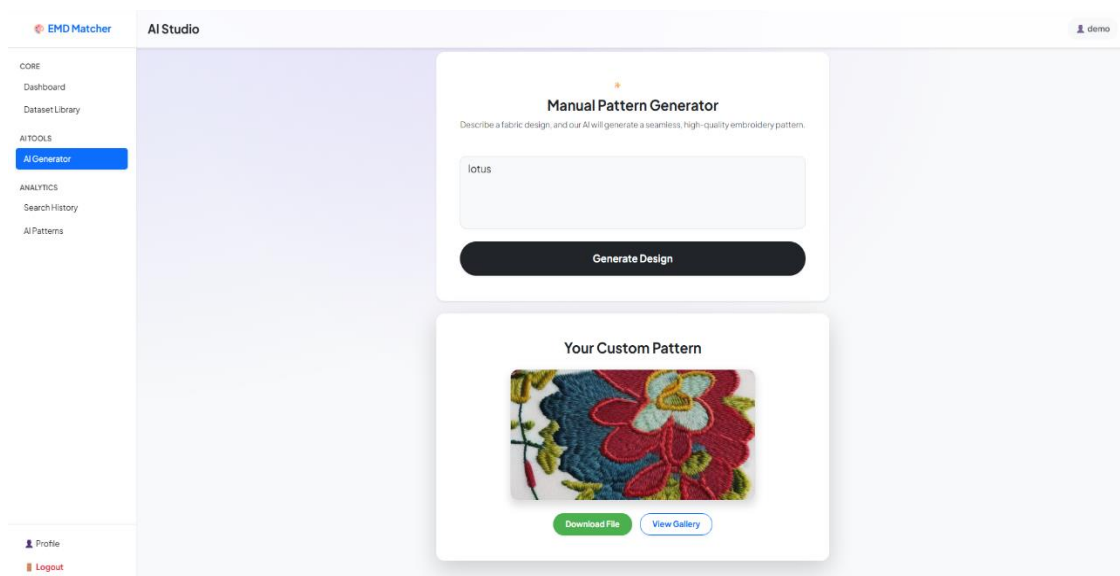 EMD Matcher
AI Studio
demo
CORE
Dashboard
Dataset Library
AI TOOLS
AI Generator
ANALYTICS
Search History
AI Patterns
Profile
Logout
Manual Pattern Generator
Describe a fabric design, and our AI will generate a seamless, high-quality embroidery pattern.
lotus
Generate Design
Your Custom Pattern
Download File
View Gallery